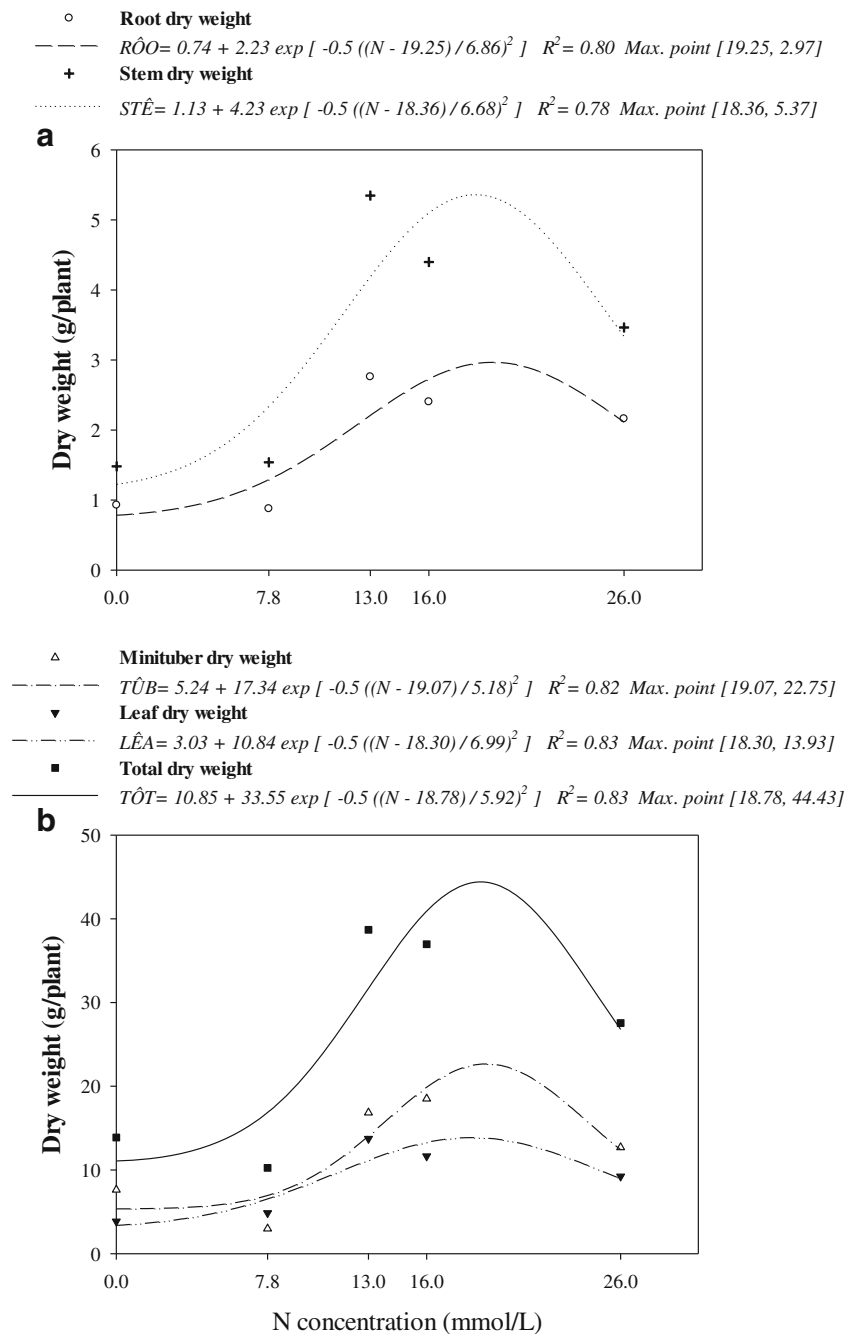 Root dry weight
RÔO= 0.74 + 2.23 exp [ -0.5 ((N - 19.25) / 6.86)² ] R²= 0.80 Max. point [19.25, 2.97]
Stem dry weight
STÊ= 1.13 + 4.23 exp [ -0.5 ((N - 18.36) / 6.68)² ] R²= 0.78 Max. point [18.36, 5.37]
a
6
5
4
3
2
1
0
Dry weight (g/plant)
0.0 7.8 13.0 16.0 26.0
Minituber dry weight
TÛB= 5.24 + 17.34 exp [ -0.5 ((N - 19.07) / 5.18)² ] R²= 0.82 Max. point [19.07, 22.75]
Leaf dry weight
LÊA= 3.03 + 10.84 exp [ -0.5 ((N - 18.30) / 6.99)² ] R²= 0.83 Max. point [18.30, 13.93]
Total dry weight
TÔT= 10.85 + 33.55 exp [ -0.5 ((N - 18.78) / 5.92)² ] R²= 0.83 Max. point [18.78, 44.43]
b
50
40
30
20
10
0
Dry weight (g/plant)
0.0 7.8 13.0 16.0 26.0
N concentration (mmol/L)